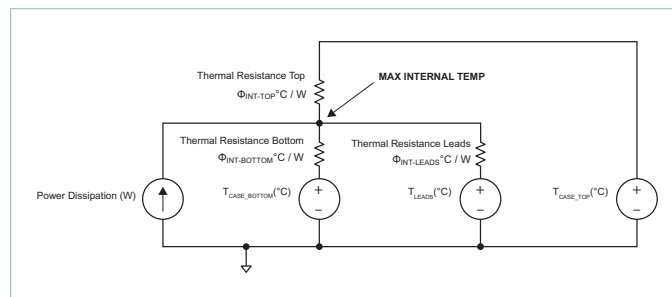 Thermal Resistance Top
MAX INTERNAL TEMP
ΦINT-TOP°C / W
Thermal Resistance Bottom
Thermal Resistance Leads
ΦINT-BOTTOM°C / W
ΦINT-LEADS°C / W
Power Dissipation (W)
+
TCASE_BOTTOM(°C)
–
+
TLEADS(°C)
–
+
TCASE_TOP(°C)
–